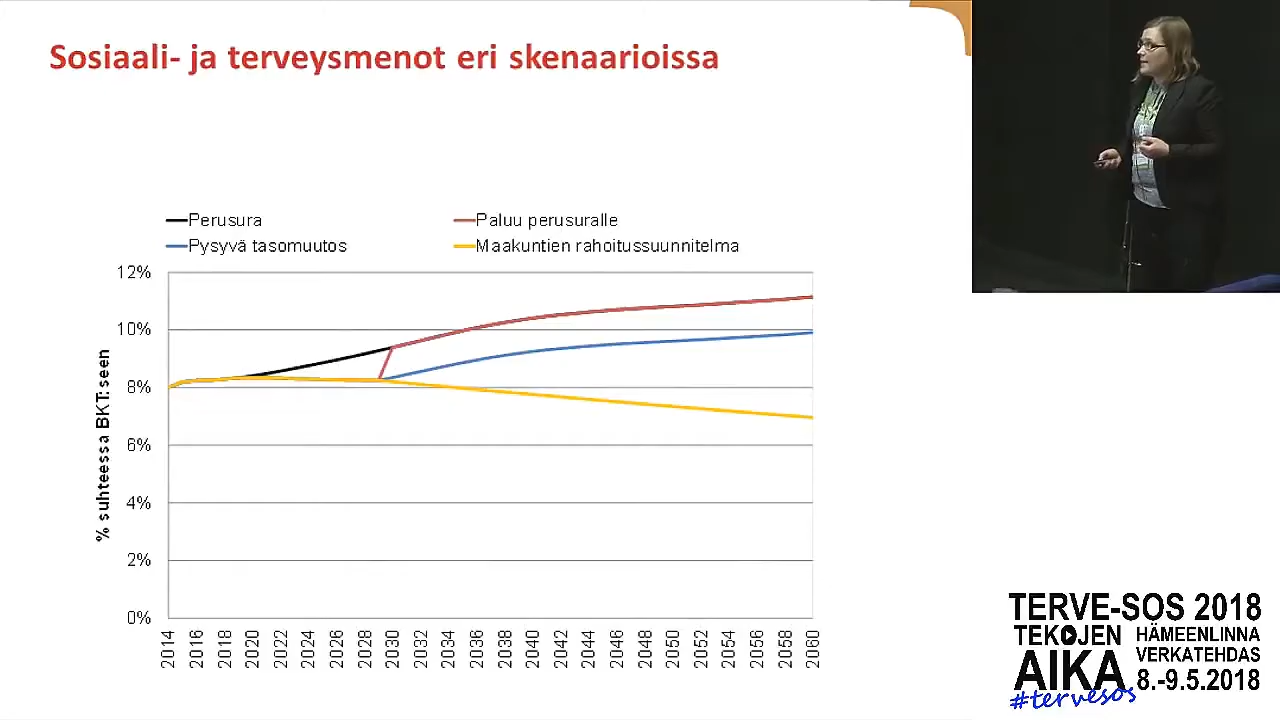 Sosiaali- ja terveysmenot eri skenaarioissa
Perusura
Paluu perusuralle
Pysyvä tasomuutos
Maakuntien rahoitussuunnitelma
% suhteessa BKT:seen
12%
10%
8%
6%
4%
2%
0%
2014
2016
2018
2020
2022
2024
2026
2028
2030
2032
2034
2036
2038
2040
2042
2044
2046
2048
2050
2052
2054
2056
2058
2060
TERVE-SOS 2018
TEKOJEN
AIKA
HÄMEENLINNA
VERKATEHDAS
8.-9.5.2018
#tervesos